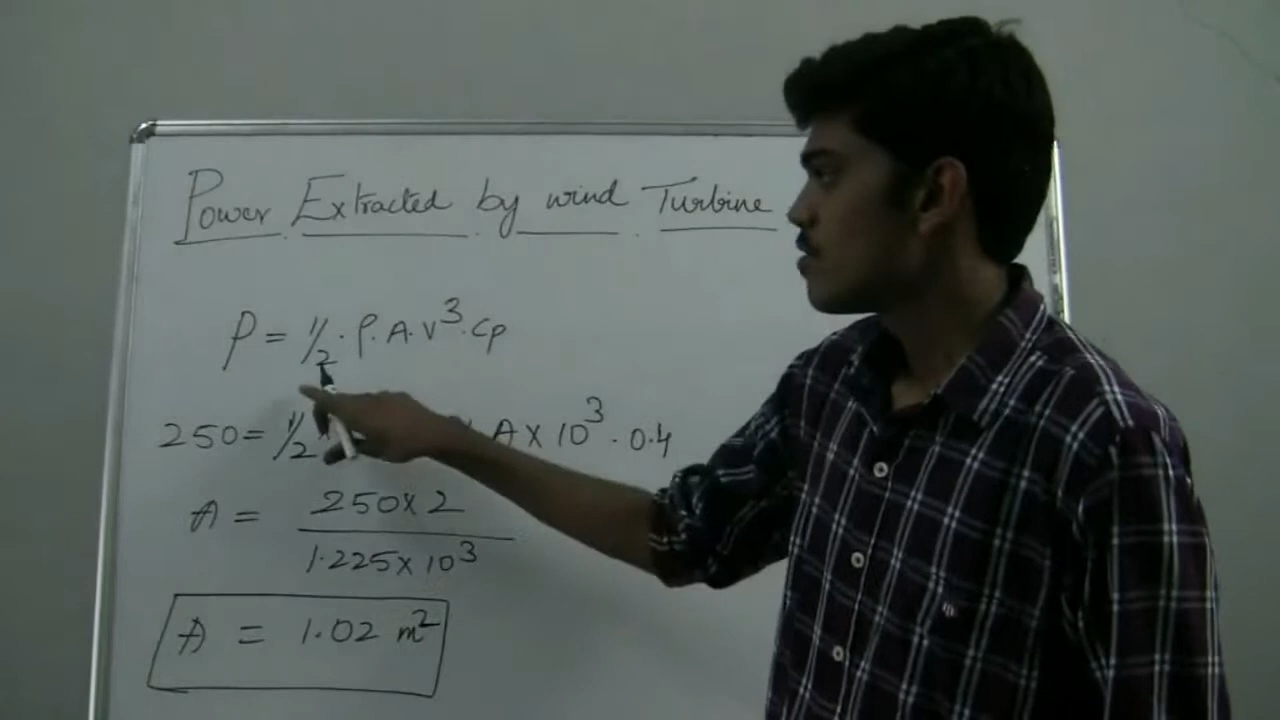 Power Extracted by wind Turbine
P = 1/2 · ρ. A. V³. Cp
250 = 1/2 × A × 10³ . 0.4
A = 250 × 2 / 1.225 × 10³
A = 1.02 m²